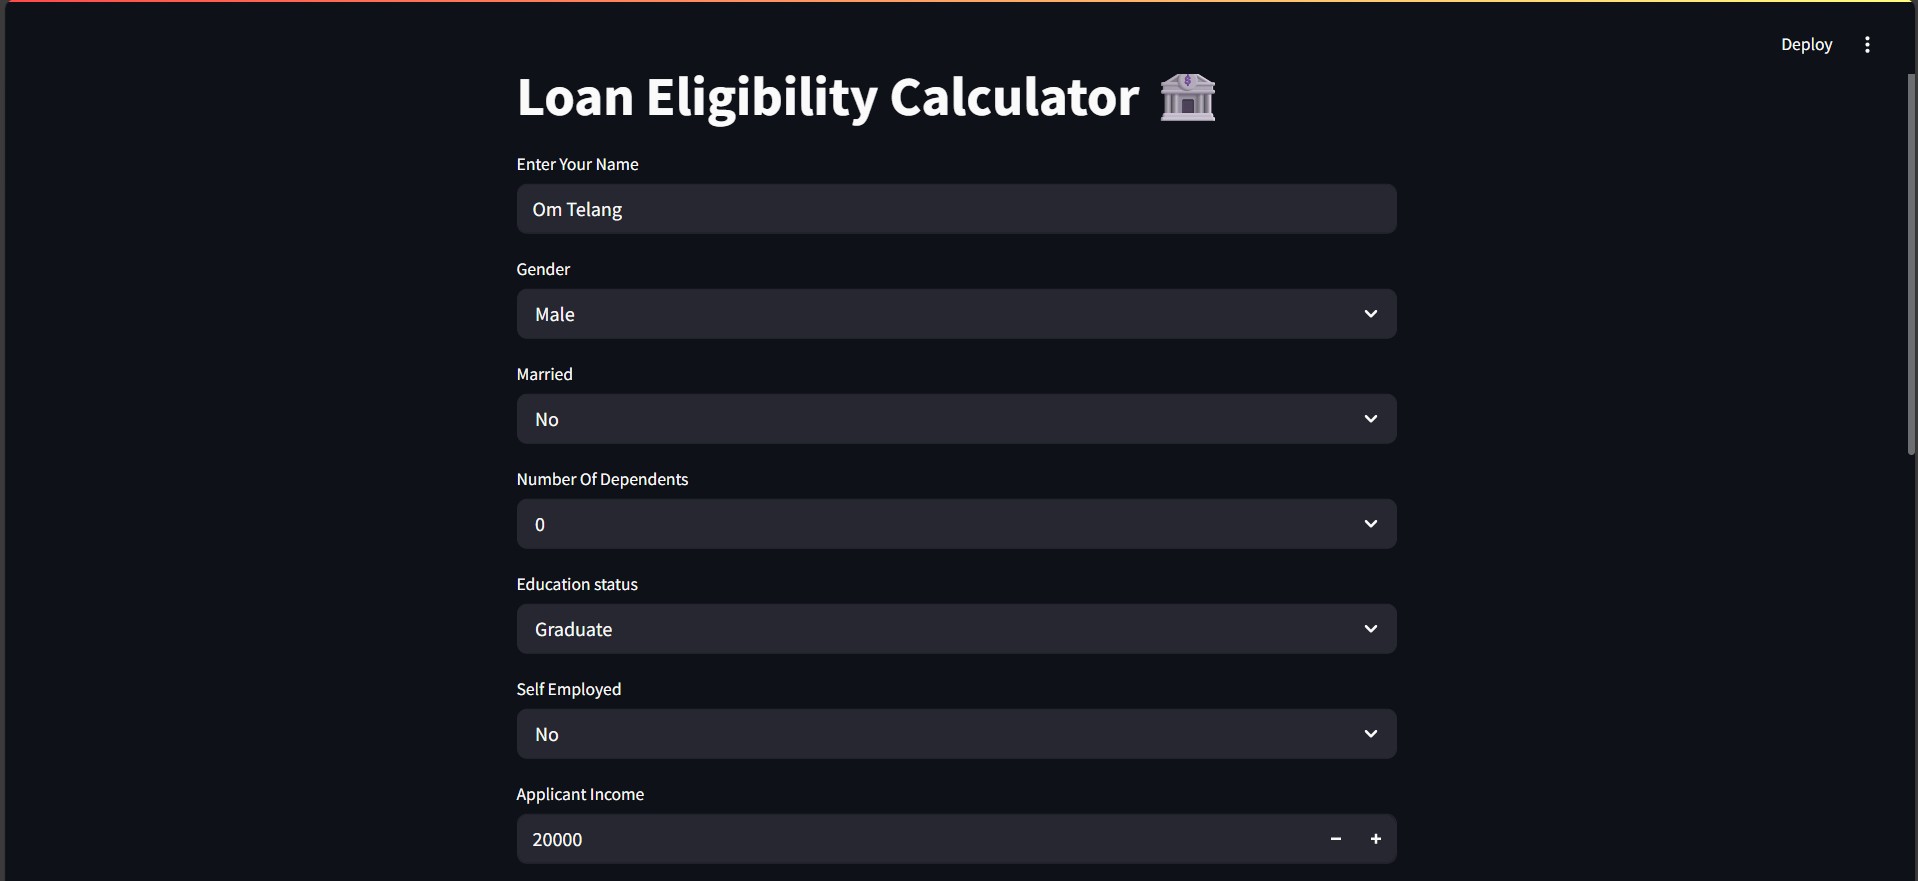 Deploy
Loan Eligibility Calculator
Enter Your Name
Om Telang
Gender
Male
Married
No
Number Of Dependents
0
Education status
Graduate
Self Employed
No
Applicant Income
20000